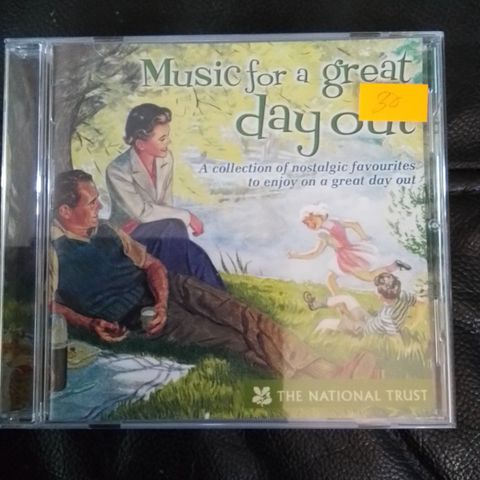 Music for a great
day out
30
A collection of nostalgic favourites
to enjoy on a great day out
THE NATIONAL TRUST